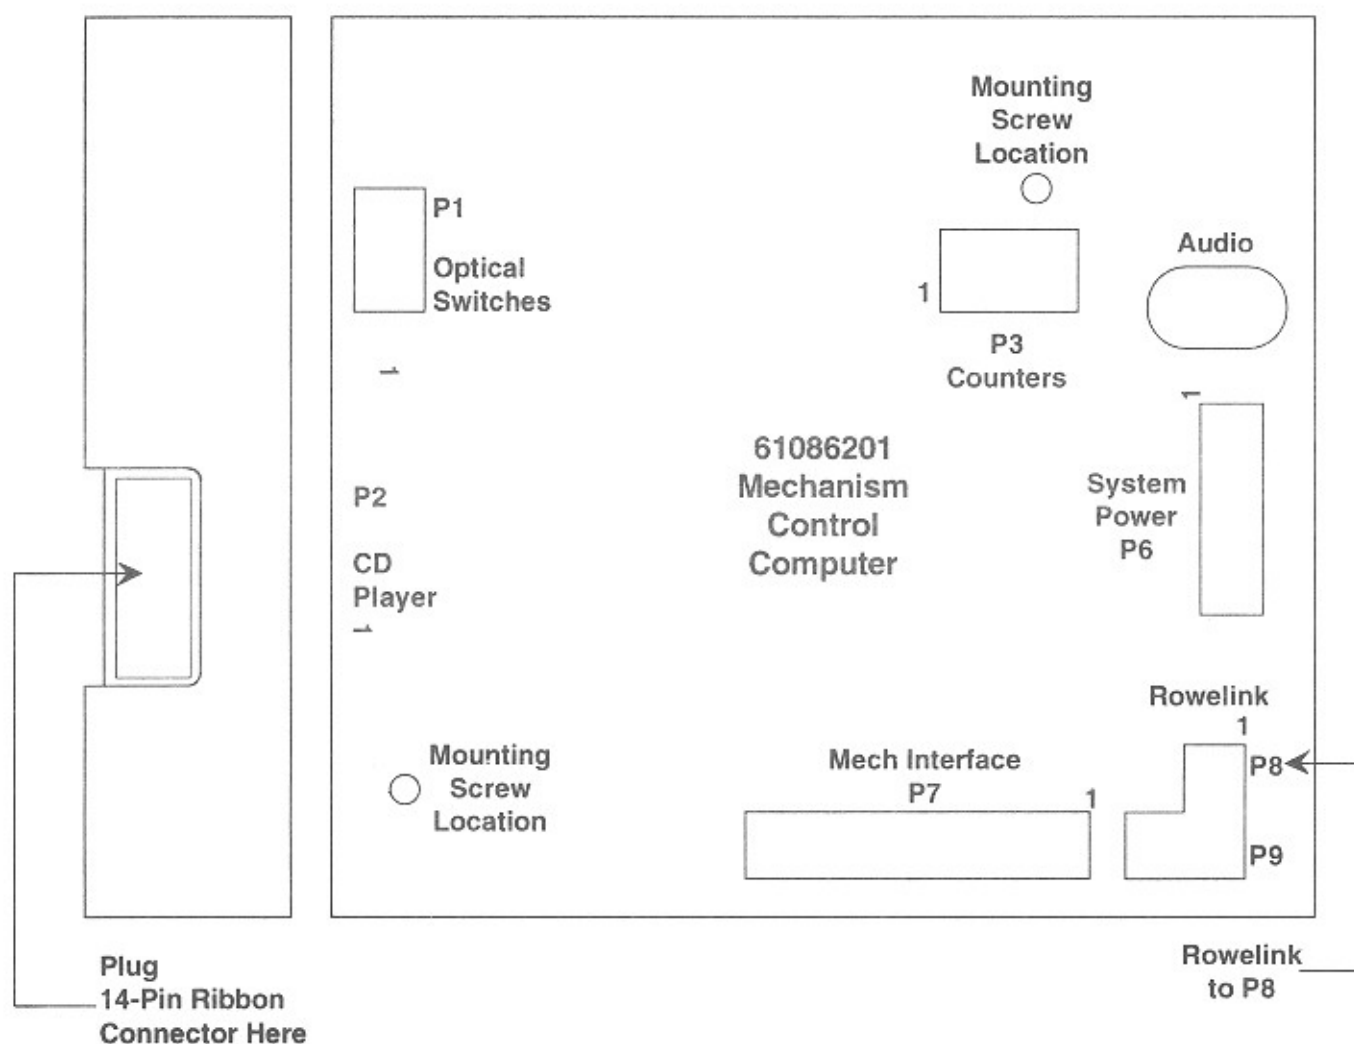 Mounting
Screw
Location
P1
Optical
Switches
1
1
P3
Counters
Audio
1
61086201
Mechanism
Control
Computer
System
Power
P6
P2
CD
Player
1
Rowelink
1
P8
P9
Mounting
Screw
Location
Mech Interface
P7
1
Plug
14-Pin Ribbon
Connector Here
Rowelink
to P8